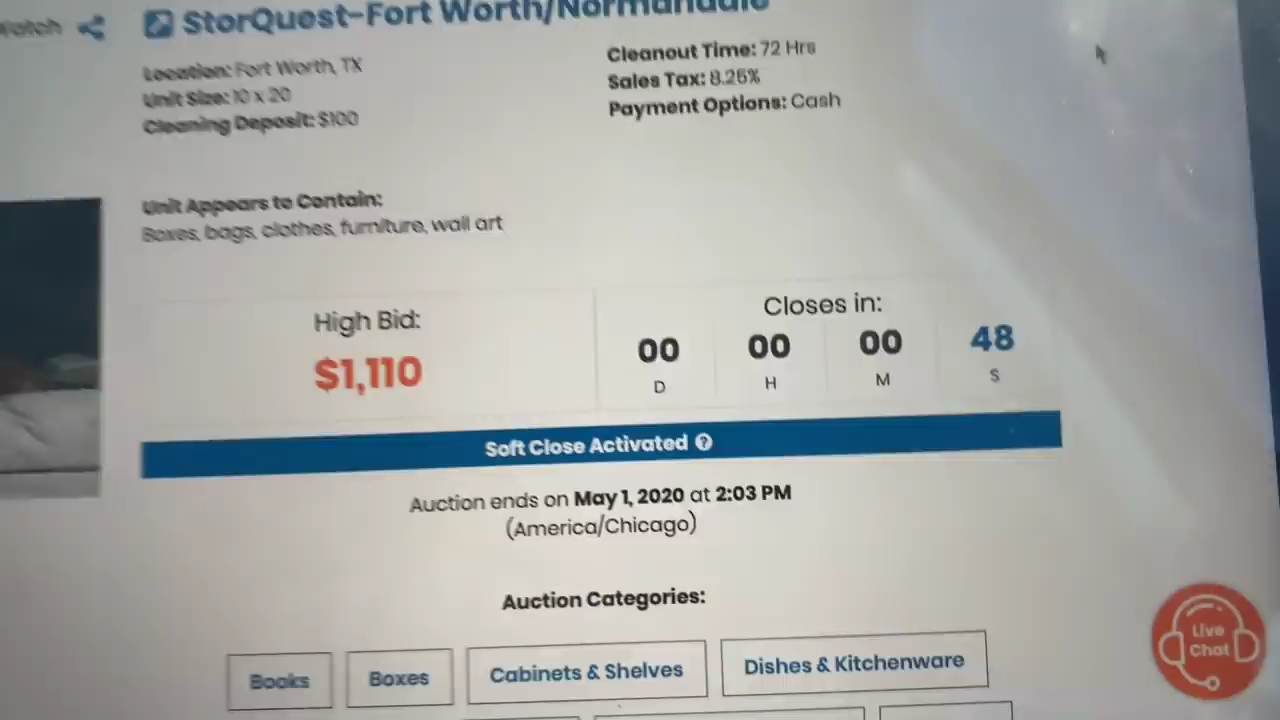 Watch
StorQuest-Fort Worth/Normandale
Location: Fort Worth, TX
Unit Size: 10 x 20
Cleaning Deposit: $100
Cleanout Time: 72 Hrs
Sales Tax: 8.25%
Payment Options: Cash
Unit Appears to Contain:
Boxes, bags, clothes, furniture, wall art
High Bid:
$1,110
Closes in:
00 00 00 48
D H M S
Soft Close Activated ?
Auction ends on May 1, 2020 at 2:03 PM
(America/Chicago)
Auction Categories:
Books Boxes Cabinets & Shelves Dishes & Kitchenware
Live
Chat